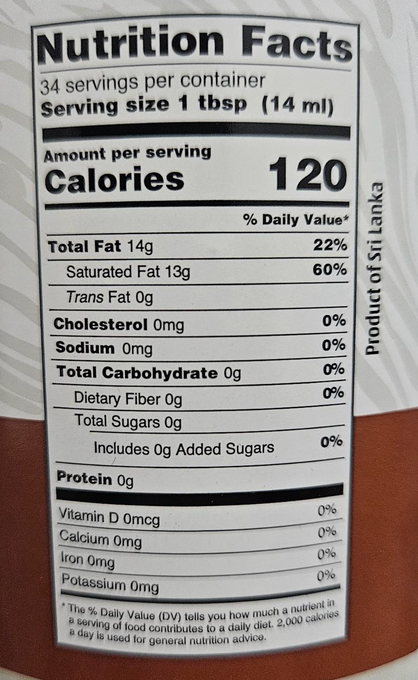 Nutrition Facts
34 servings per container
Serving size 1 tbsp (14 ml)
Amount per serving
Calories 120
% Daily Value*
Total Fat 14g 22%
Saturated Fat 13g 60%
Trans Fat 0g
Cholesterol 0mg 0%
Sodium 0mg 0%
Total Carbohydrate 0g 0%
Dietary Fiber 0g 0%
Total Sugars 0g
Includes 0g Added Sugars 0%
Protein 0g
Vitamin D 0mcg 0%
Calcium 0mg 0%
Iron 0mg 0%
Potassium 0mg 0%
* The % Daily Value (DV) tells you how much a nutrient in
a serving of food contributes to a daily diet. 2,000 calories
a day is used for general nutrition advice.
Product of Sri Lanka